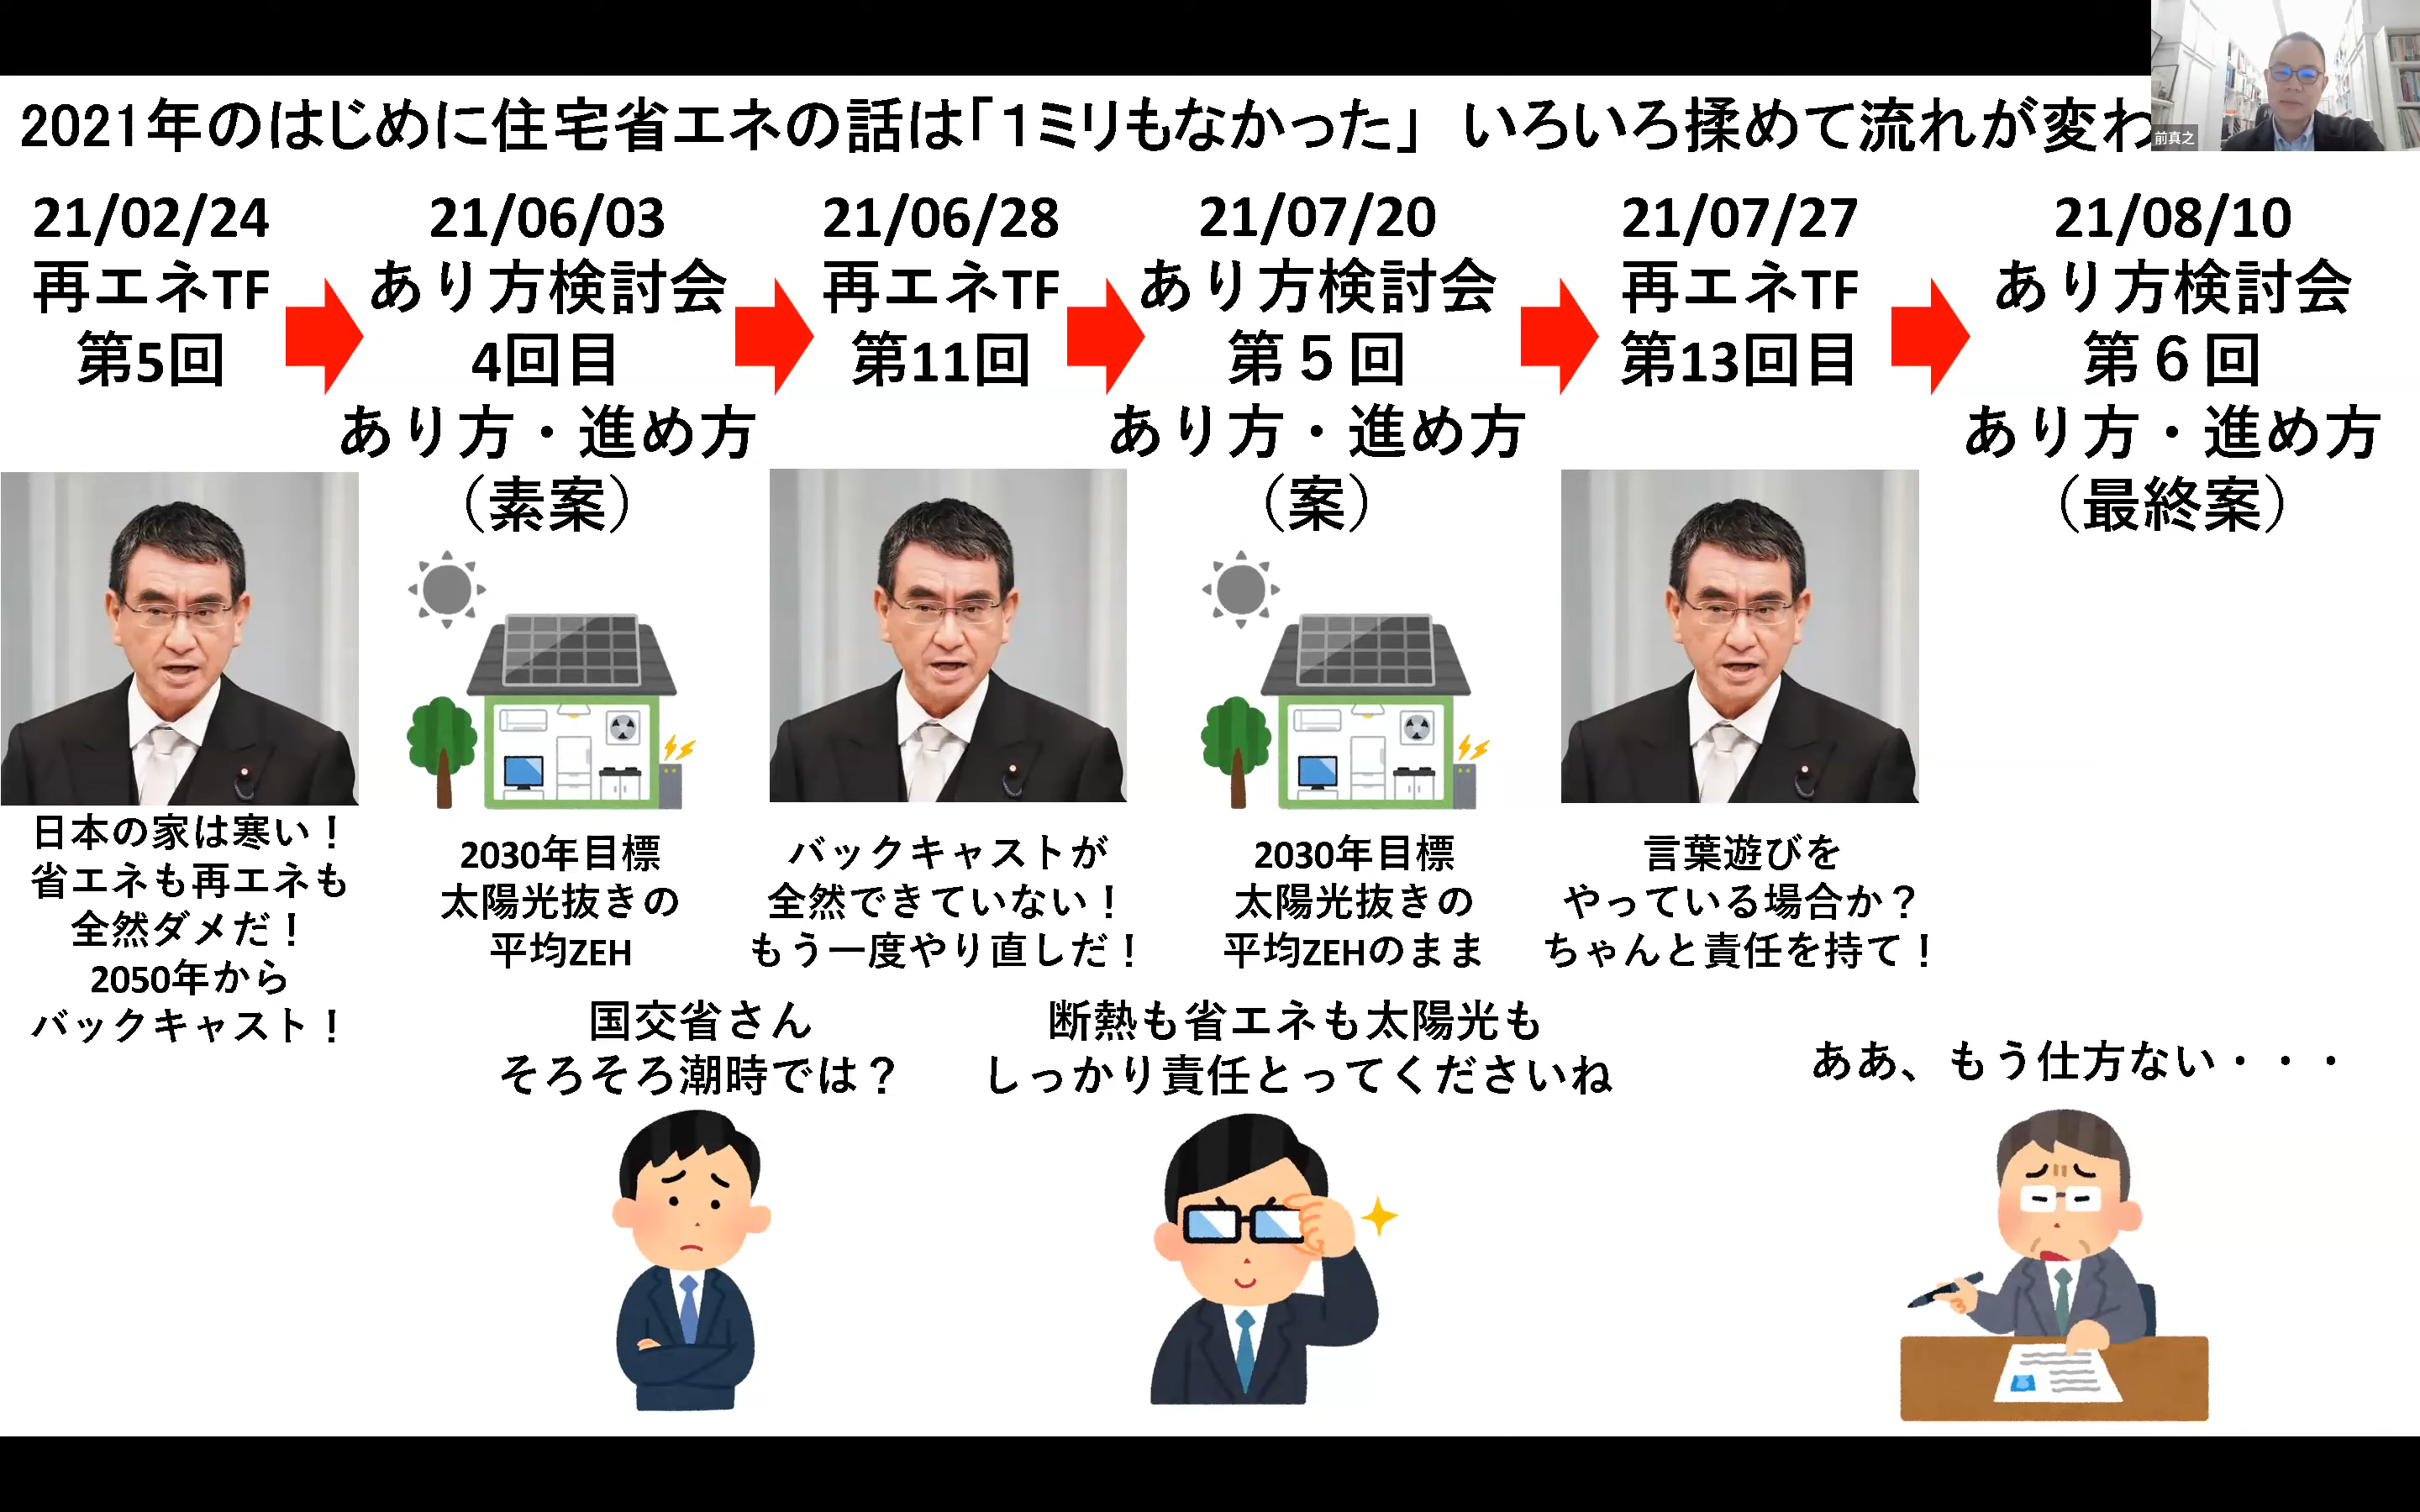 2021年のはじめに住宅省エネの話は「1ミリもなかった」 いろいろ揉めて流れが変わ
前真之
21/02/24
再エネTF
第5回
21/06/03
あり方検討会
4回目
あり方・進め方
（素案）
21/06/28
再エネTF
第11回
21/07/20
あり方検討会
第５回
あり方・進め方
（案）
21/07/27
再エネTF
第13回目
21/08/10
あり方検討会
第６回
あり方・進め方
（最終案）
日本の家は寒い！
省エネも再エネも
全然ダメだ！
2050年から
バックキャスト！
2030年目標
太陽光抜きの
平均ZEH
バックキャストが
全然できていない！
もう一度やり直しだ！
2030年目標
太陽光抜きの
平均ZEHのまま
言葉遊びを
やっている場合か？
ちゃんと責任を持て！
国交省さん
そろそろ潮時では？
断熱も省エネも太陽光も
しっかり責任とってくださいね
ああ、もう仕方ない・・・